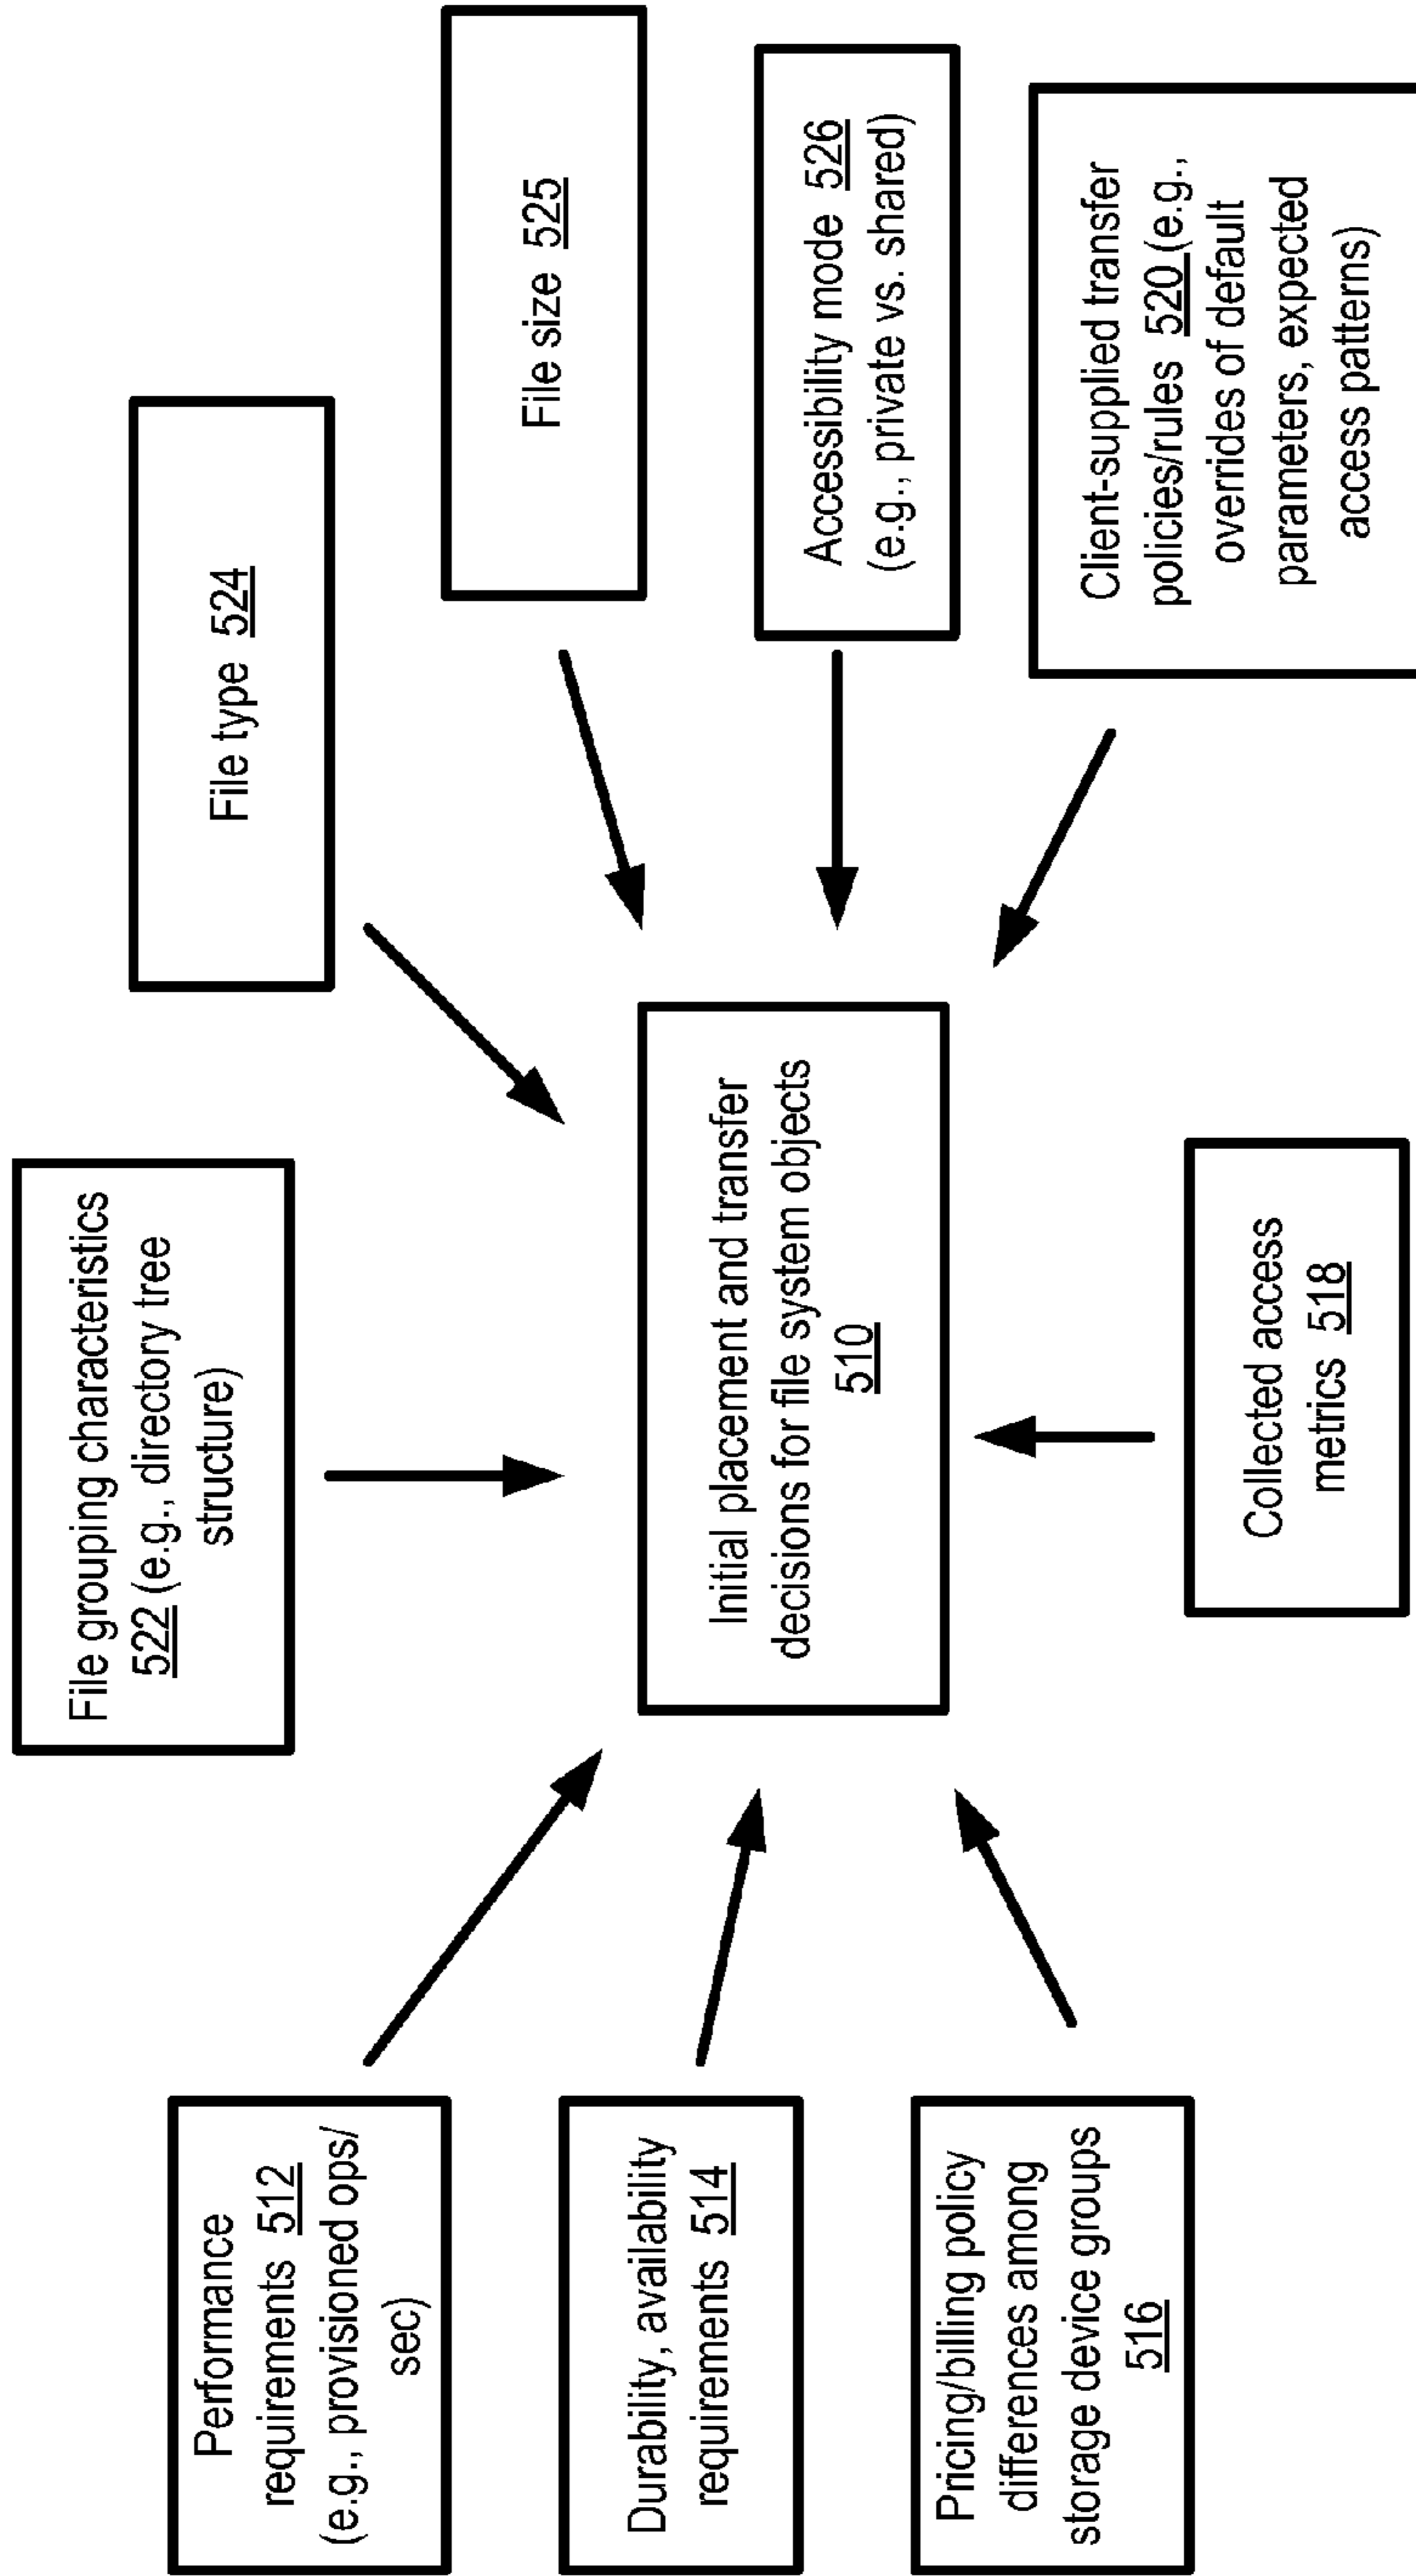 File grouping characteristics
522 (e.g., directory tree
structure)
Performance
requirements 512
(e.g., provisioned ops/
sec)
File type 524
Durability, availability
requirements 514
Initial placement and transfer
decisions for file system objects
510
File size 525
Pricing/billing policy
differences among
storage device groups
516
Accessibility mode 526
(e.g., private vs. shared)
Collected access
metrics 518
Client-supplied transfer
policies/rules 520 (e.g.,
overrides of default
parameters, expected
access patterns)